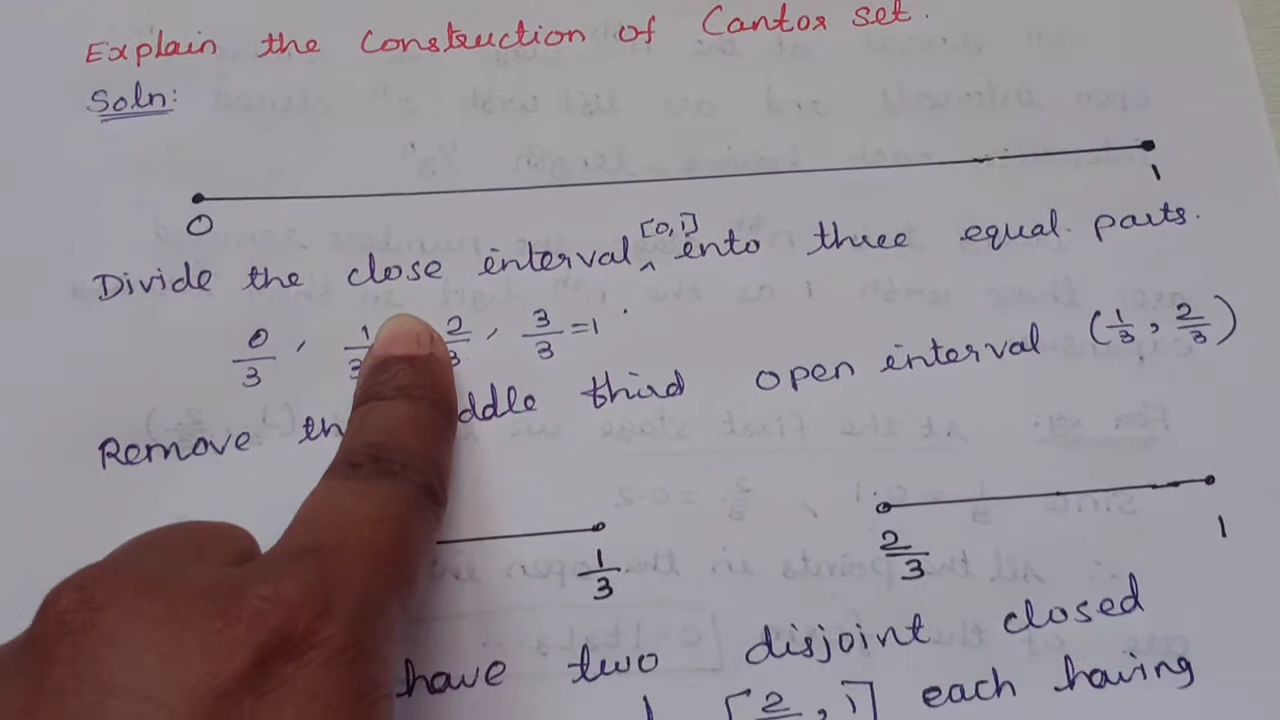 Explain the Construction of Cantor set.
Soln:
0 1
Divide the close interval [0,1] into three equal parts.
0/3, 1/3 2/3, 3/3 = 1.
Remove third open interval (1/3, 2/3)
1/3 2/3 1
have two disjoint closed
[2/3, 1] each having